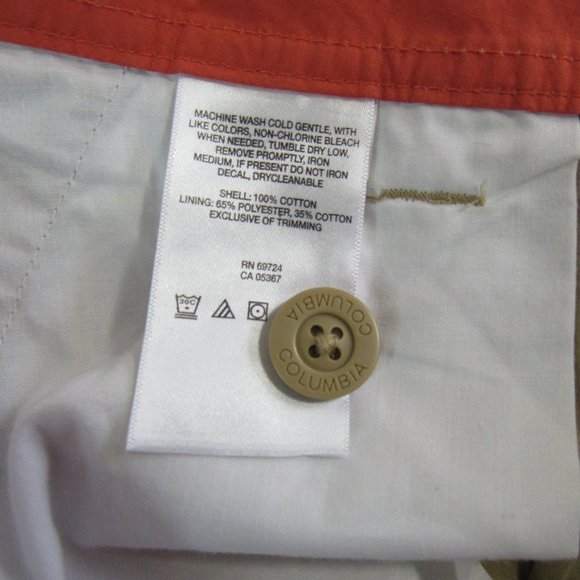 MACHINE WASH COLD GENTLE, WITH
LIKE COLORS, NON-CHLORINE BLEACH
WHEN NEEDED, TUMBLE DRY LOW,
REMOVE PROMPTLY, IRON
MEDIUM, IF PRESENT DO NOT IRON
DECAL, DRYCLEANABLE
SHELL: 100% COTTON
LINING: 65% POLYESTER, 35% COTTON
EXCLUSIVE OF TRIMMING
RN 69724
CA 05367
30C
COLUMBIA
COLUMBIA